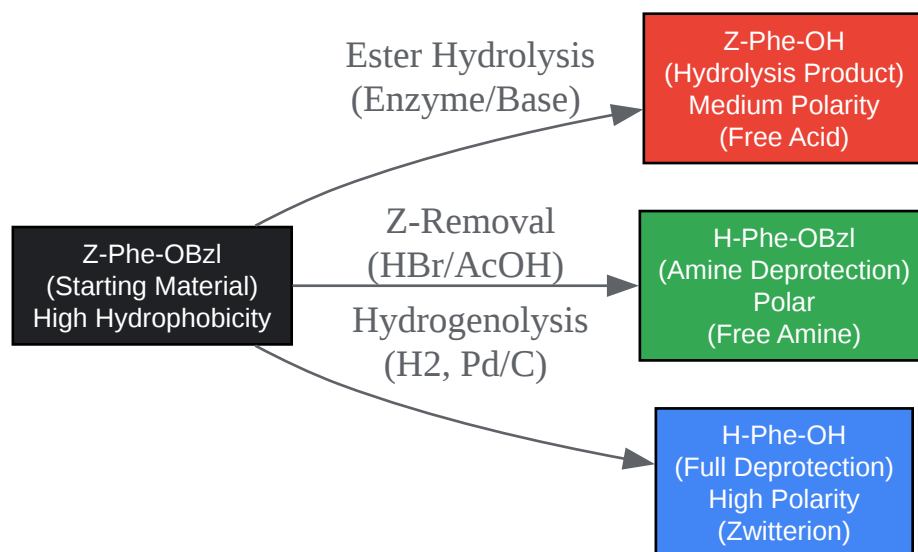 Z-Phe-OBzl
(Starting Material)
High Hydrophobicity
Ester Hydrolysis
(Enzyme/Base)
Z-Removal
(HBr/AcOH)
Hydrogenolysis
(H2, Pd/C)
Z-Phe-OH
(Hydrolysis Product)
Medium Polarity
(Free Acid)
H-Phe-OBzl
(Amine Deprotection)
Polar
(Free Amine)
H-Phe-OH
(Full Deprotection)
High Polarity
(Zwitterion)